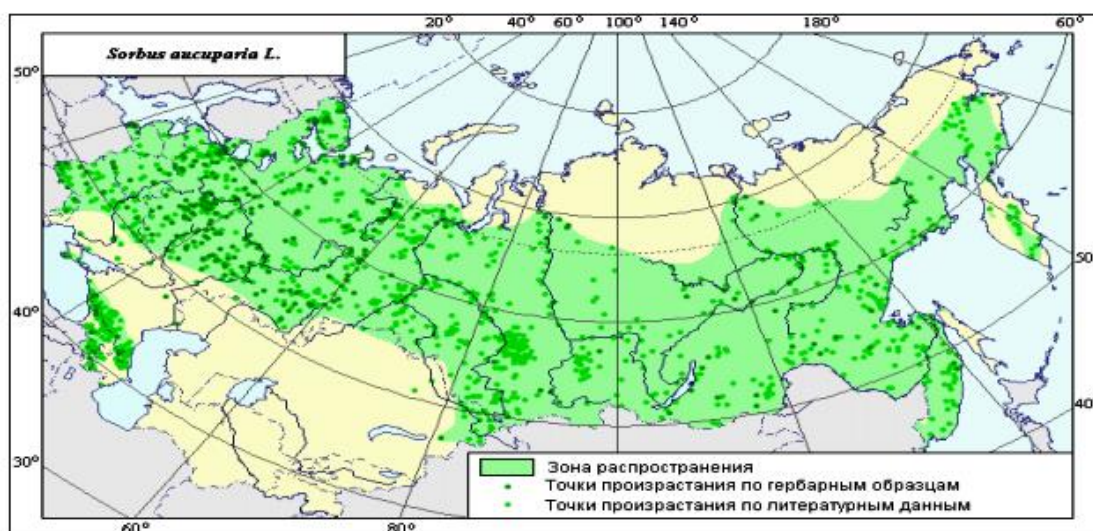 20° 40° 60° 100° 140° 180° 60°
Sorbus aucuparia L.
50°
40°
30°
50°
40°
Зона распространения
Точки произрастания по гербарным образцам
Точки произрастания по литературным данным
60° 80°